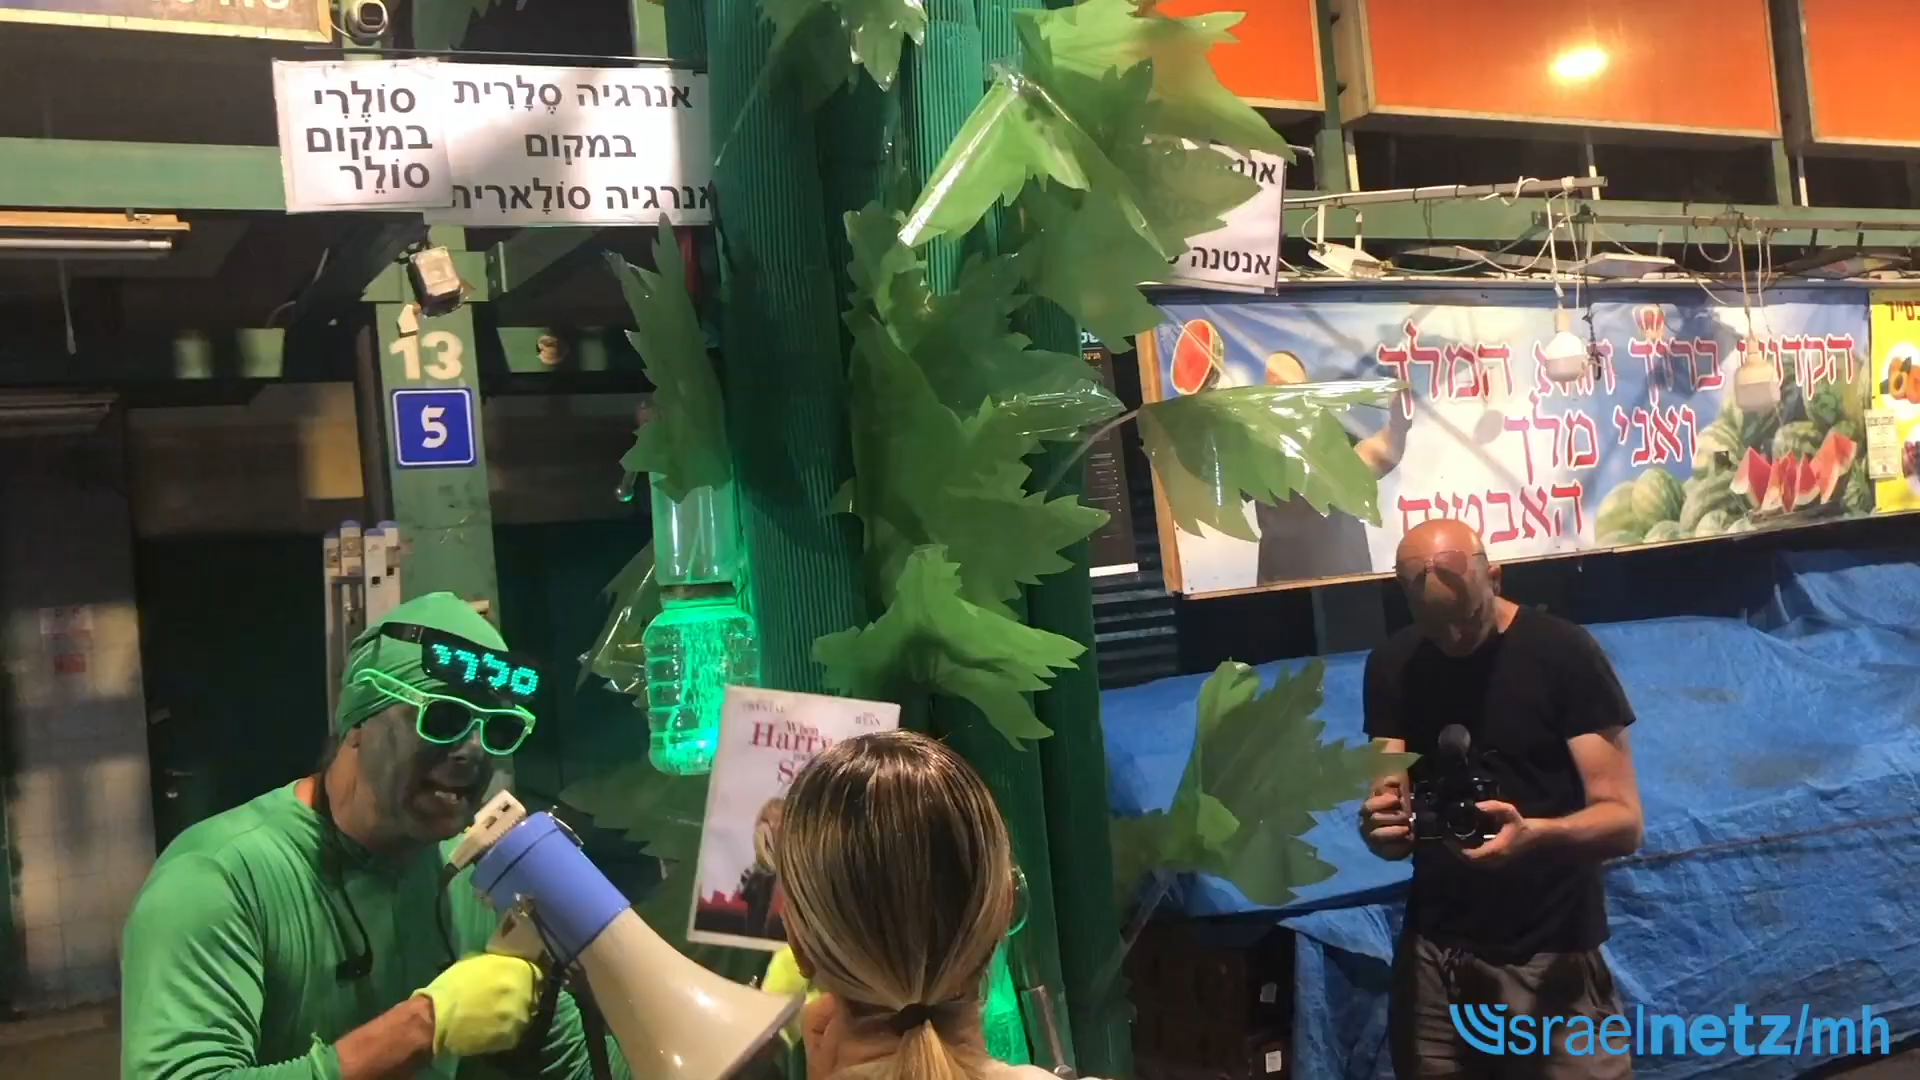 סוֹלֶרִי
במקום
סוֹלֵר
אנרגיה סֶלָרִית
במקום
אנרגיה סוֹלָארִית
אנטנה
13
5
הקדוש ברוך הוא המלך
ואני מלך
האבטיח
סלרי
When
Harry
RYAN
israelnetz/mh